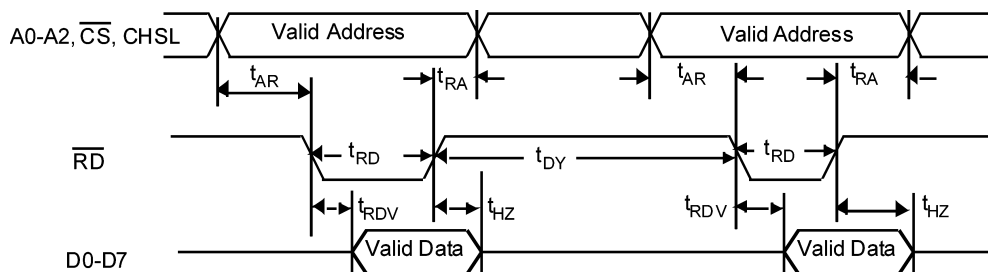 A0-A2, CS, CHSL Valid Address Valid Address
tAR tRA tAR tRA
RD tRD tDY tRD
tRDV tHZ tRDV tHZ
D0-D7 Valid Data Valid Data